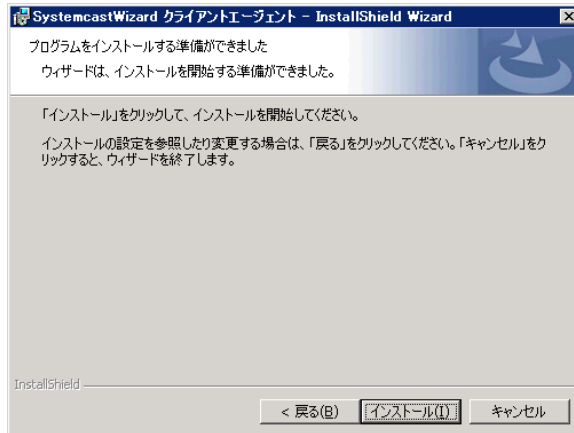 SystemcastWizard クライアントエージェント - InstallShield Wizard
プログラムをインストールする準備ができました
ウィザードは、インストールを開始する準備ができました。
「インストール」をクリックして、インストールを開始してください。
インストールの設定を参照したり変更する場合は、「戻る」をクリックしてください。「キャンセル」をク
リックすると、ウィザードを終了します。
InstallShield
< 戻る(B)
インストール(I)
キャンセル